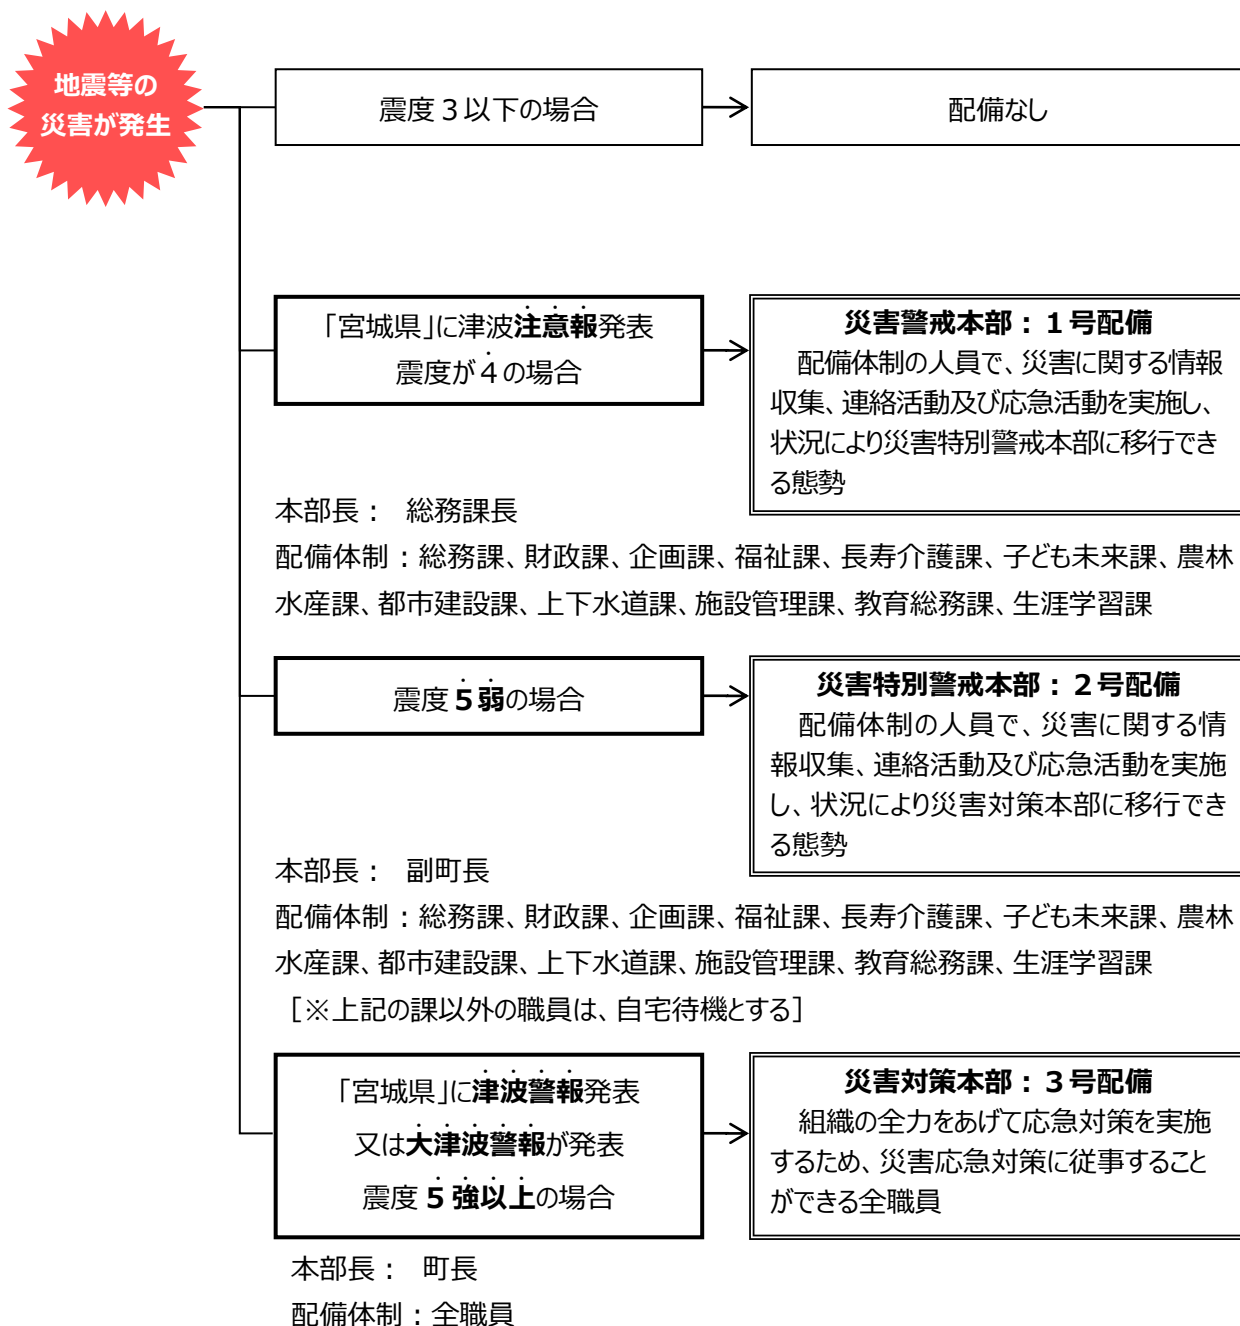 地震等の
災害が発生
震度３以下の場合
配備なし
「宮城県」に津波注意報発表
震度が４の場合
災害警戒本部：１号配備
配備体制の人員で、災害に関する情報
収集、連絡活動及び応急活動を実施し、
状況により災害特別警戒本部に移行でき
る態勢
本部長： 総務課長
配備体制：総務課、財政課、企画課、福祉課、長寿介護課、子ども未来課、農林
水産課、都市建設課、上下水道課、施設管理課、教育総務課、生涯学習課
震度５弱の場合
災害特別警戒本部：２号配備
配備体制の人員で、災害に関する情
報収集、連絡活動及び応急活動を実施
し、状況により災害対策本部に移行でき
る態勢
本部長： 副町長
配備体制：総務課、財政課、企画課、福祉課、長寿介護課、子ども未来課、農林
水産課、都市建設課、上下水道課、施設管理課、教育総務課、生涯学習課
［※上記の課以外の職員は、自宅待機とする］
「宮城県」に津波警報発表
又は大津波警報が発表
震度５強以上の場合
災害対策本部：３号配備
組織の全力をあげて応急対策を実施
するため、災害応急対策に従事すること
ができる全職員
本部長： 町長
配備体制：全職員